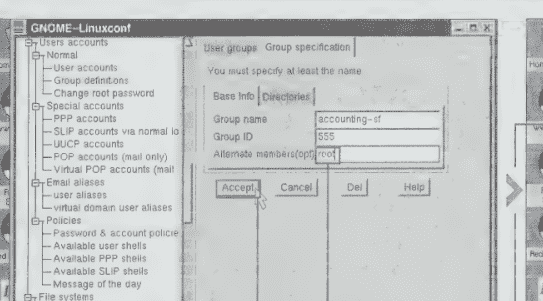 GNOME-Linuxconf
Users accounts
Normal
User accounts
Group definitions
Change root password
Special accounts
PPP accounts
SLIP accounts via normal lo
UUCP accounts
POP accounts (mail only)
Virtual POP accounts (mail
Email aliases
user aliases
virtual domain user aliases
Policies
Password & account policie
Available user shells
Available PPP shells
Available SLIP shells
Message of the day
File systems
User groups Group specification
You must specify at least the name
Base info Directories
Group name accounting-sf
Group ID 555
Alternate members(opt) root
Accept Cancel Del Help